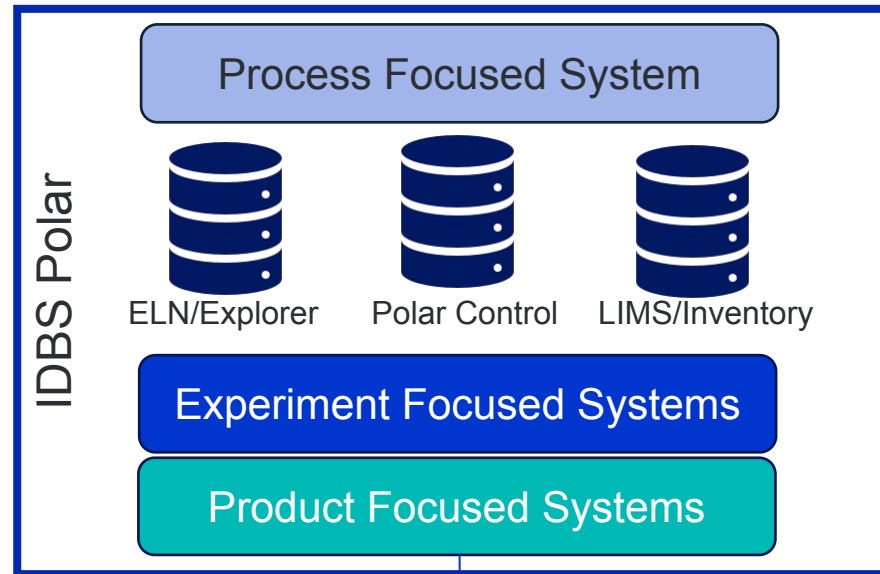 IDBS Polar
Process Focused System
ELN/Explorer
Polar Control
LIMS/Inventory
Experiment Focused Systems
Product Focused Systems